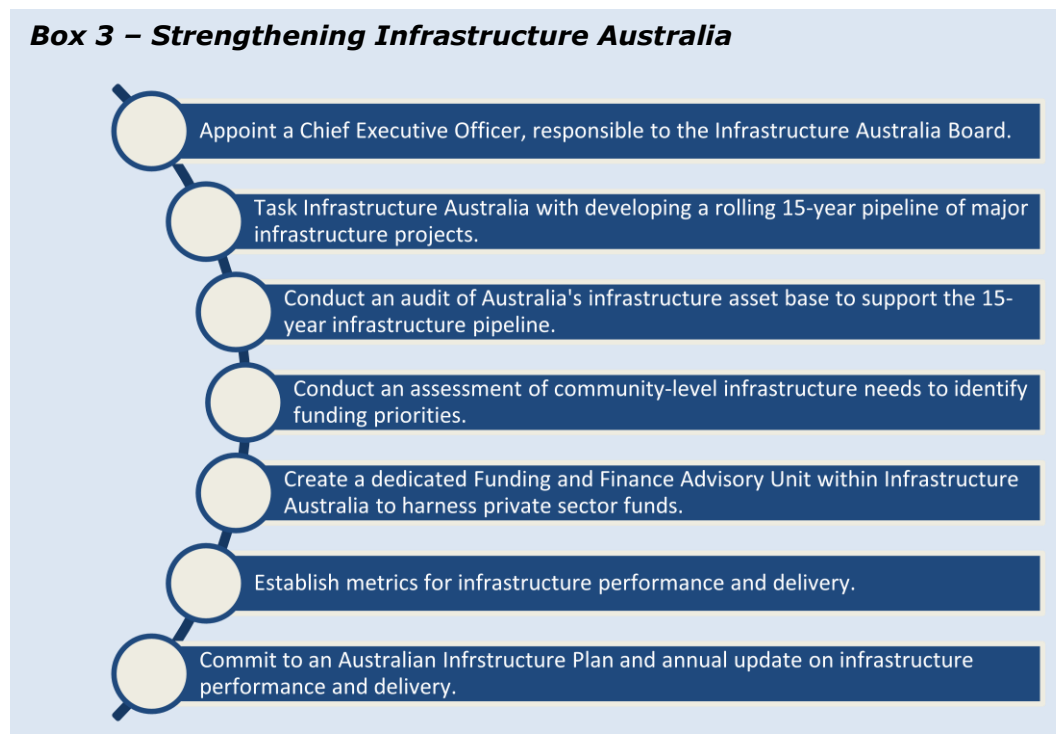 Box 3 – Strengthening Infrastructure Australia
Appoint a Chief Executive Officer, responsible to the Infrastructure Australia Board.
Task Infrastructure Australia with developing a rolling 15-year pipeline of major
infrastructure projects.
Conduct an audit of Australia's infrastructure asset base to support the 15-
year infrastructure pipeline.
Conduct an assessment of community-level infrastructure needs to identify
funding priorities.
Create a dedicated Funding and Finance Advisory Unit within Infrastructure
Australia to harness private sector funds.
Establish metrics for infrastructure performance and delivery.
Commit to an Australian Infrstructure Plan and annual update on infrastructure
performance and delivery.